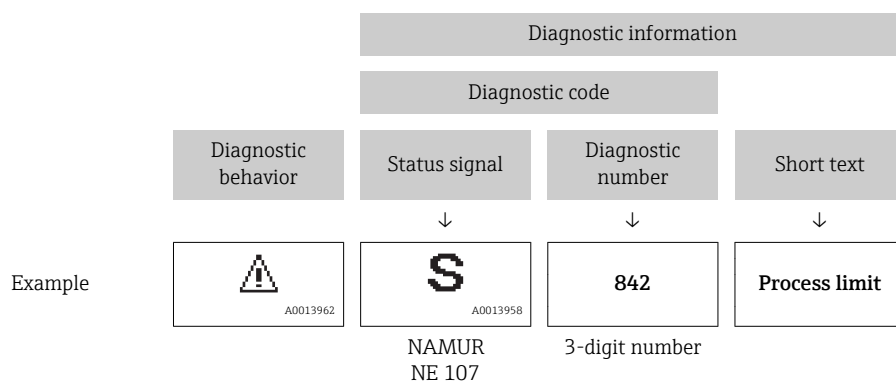 Diagnostic information
Diagnostic code
Diagnostic
behavior
Status signal
Diagnostic
number
Short text
↓ ↓ ↓
Example
A0013962
S
A0013958
842
Process limit
NAMUR
NE 107
3-digit number